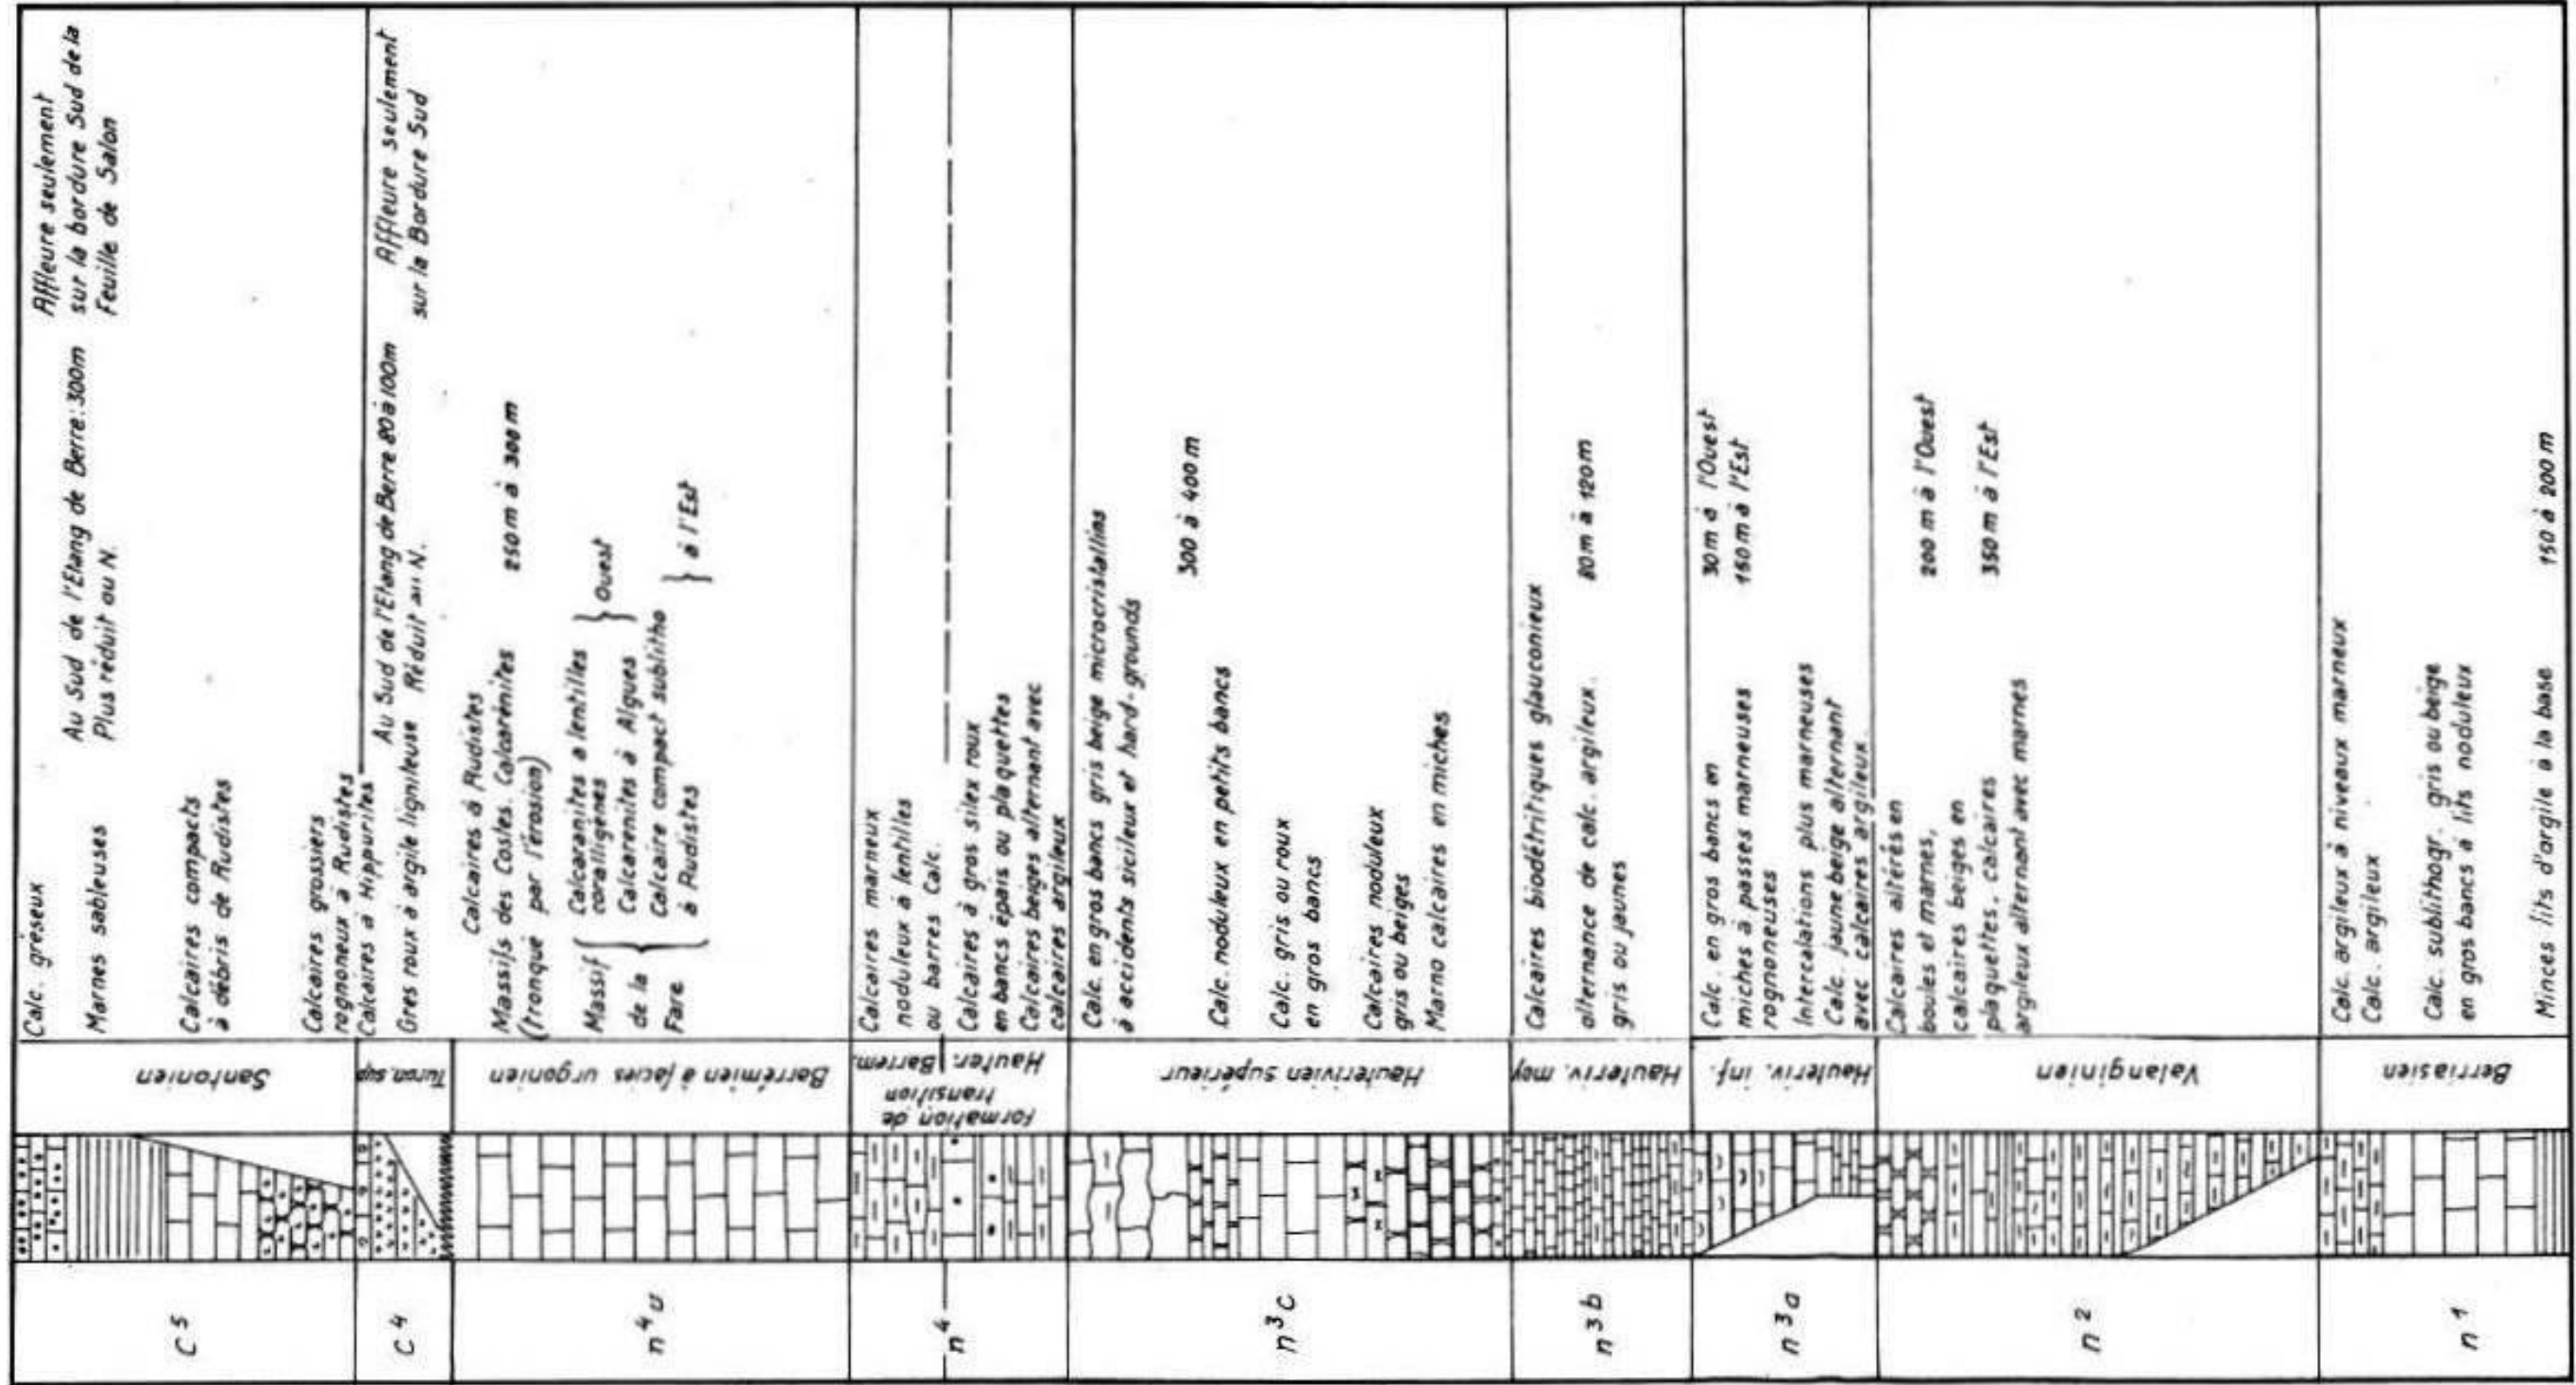 C5
Santonien
Calc. gréseux
Marnes sableuses
Calcaires compacts
à débris de Rudistes
Calcaires grossiers
rognoneux à Rudistes
Au Sud de l'Etang de Berre: 300m
Plus réduit au N.
Affleure seulement
sur la bordure Sud de la
Feuille de Salon
C4
Turon. sup
Calcaires à Hippurites
Gres roux à argile ligniteuse
Au Sud de l'Etang de Berre 80 à 100m
Réduit au N.
Affleure seulement
sur la Bordure Sud
n4u
Barrémien à facies urgonien
Calcaires à Rudistes
Massifs des Costes. Calcarénites
(tronqué par l'érosion)
250m à 300m
Massif
de la
Fare
Calcaranites a lentilles
coralligènes
Calcarenites à Algues
Ouest
Calcaire compact sublitho
à Rudistes
à l'Est
n4
Formation de
transition
Hauter. Barrem.
Calcaires marneux
noduleux à lentilles
ou barres Calc.
Calcaires à gros silex roux
en bancs épais ou plaquettes
Calcaires beiges alternant avec
calcaires argileux
n3c
Hauterivien supérieur
Calc. en gros bancs gris beige microcristallins
à accidents sicileux et hard-grounds
300 à 400m
Calc. noduleux en petits bancs
Calc. gris ou roux
en gros bancs
Calcaires noduleux
gris ou beiges
Marno calcaires en miches
n3b
Hauteriv. moy
Calcaires biodétritiques glauconieux
alternance de calc. argileux.
gris ou jaunes
80m à 120m
n3a
Hauteriv. inf.
Calc. en gros bancs en
miches à passes marneuses
rognoneuses
Intercalations plus marneuses
Calc. jaune beige alternant
avec calcaires argileux
30m à l'Ouest
150m à l'Est
n2
Valanginien
Calcaires altérés en
boules et marnes,
calcaires beiges en
plaquettes, calcaires
argileux alternant avec marnes
200 m à l'Ouest
350m à l'Est
n1
Berriasien
Calc. argileux à niveaux marneux
Calc. argileux
Calc. sublithogr. gris ou beige
en gros bancs à lits noduleux
Minces lits d'argile à la base
150 à 200m